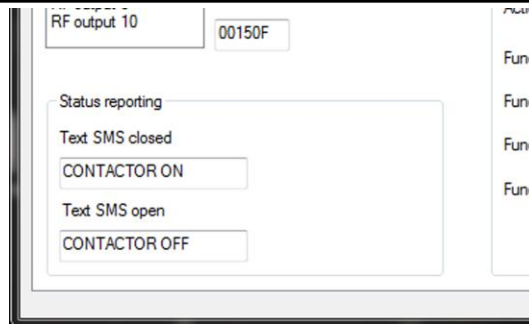 RF output 10
00150F
Status reporting
Text SMS closed
CONTACTOR ON
Text SMS open
CONTACTOR OFF